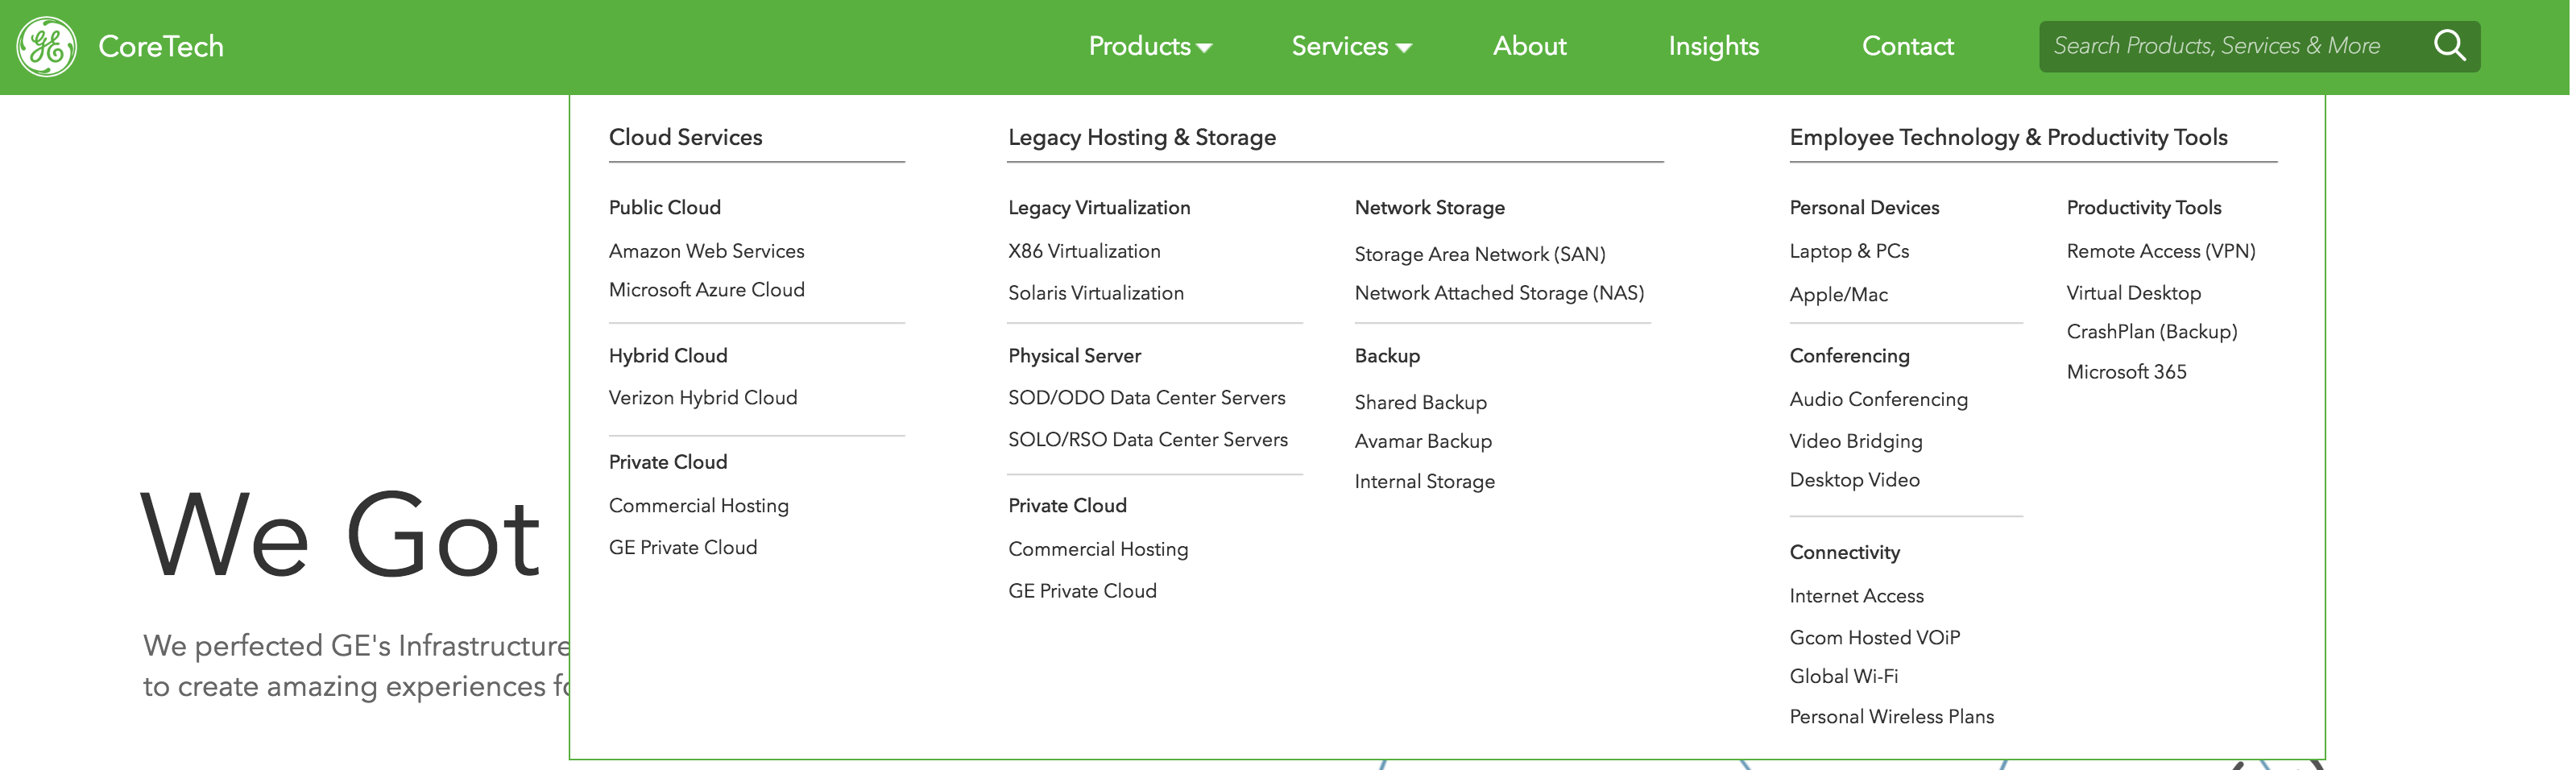 GE CoreTech
Products
Services
About
Insights
Contact
Search Products, Services & More
Cloud Services
Public Cloud
Amazon Web Services
Microsoft Azure Cloud
Hybrid Cloud
Verizon Hybrid Cloud
Private Cloud
Commercial Hosting
GE Private Cloud
Legacy Hosting & Storage
Legacy Virtualization
X86 Virtualization
Solaris Virtualization
Physical Server
SOD/ODO Data Center Servers
SOLO/RSO Data Center Servers
Private Cloud
Commercial Hosting
GE Private Cloud
Network Storage
Storage Area Network (SAN)
Network Attached Storage (NAS)
Backup
Shared Backup
Avamar Backup
Internal Storage
Employee Technology & Productivity Tools
Personal Devices
Laptop & PCs
Apple/Mac
Conferencing
Audio Conferencing
Video Bridging
Desktop Video
Connectivity
Internet Access
Gcom Hosted VOiP
Global Wi-Fi
Personal Wireless Plans
Productivity Tools
Remote Access (VPN)
Virtual Desktop
CrashPlan (Backup)
Microsoft 365
We Got
We perfected GE's Infrastructure
to create amazing experiences